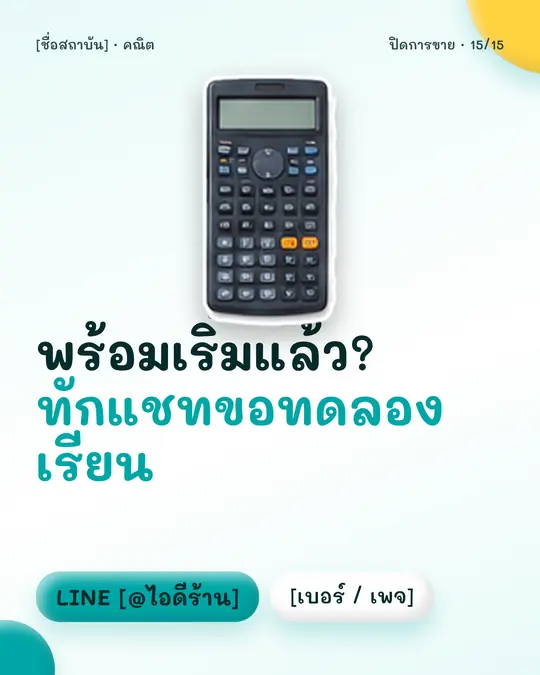 [ชื่อสถาบัน] · คณิต
ปิดการขาย · 15/15
พร้อมเริ่มแล้ว?
ทักแชทขอทดลอง
เรียน
LINE [@ไอดีร้าน]
[เบอร์ / เพจ]